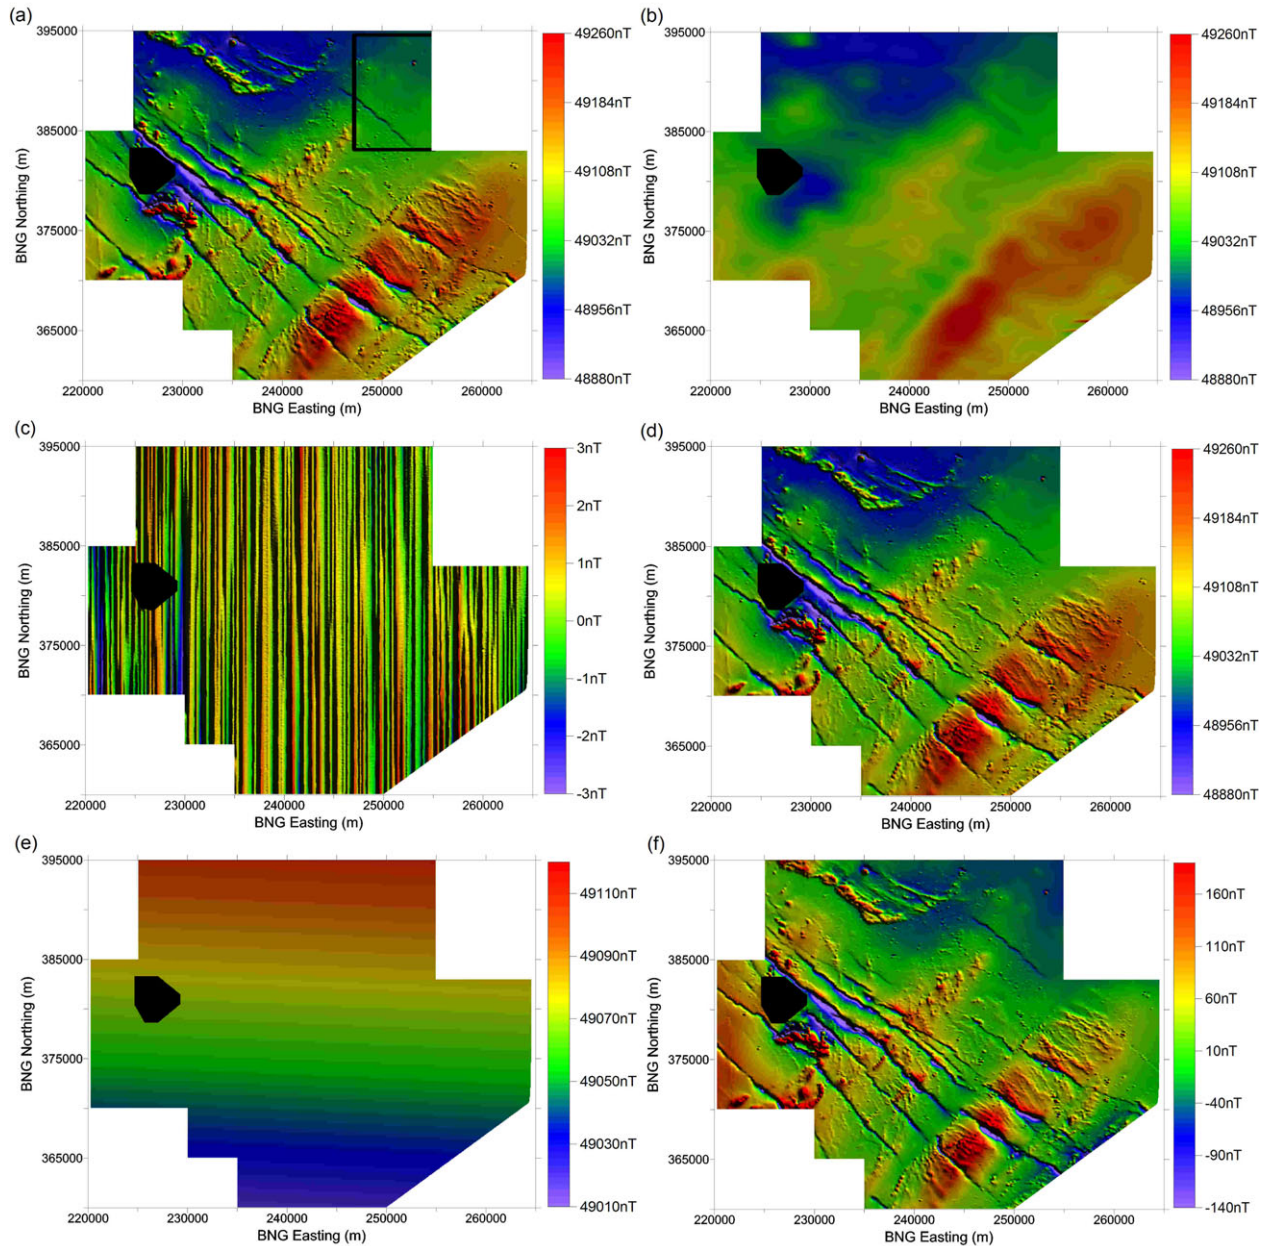 (a)
395000
385000
375000
365000
BNG Northing (m)
220000 230000 240000 250000 260000
BNG Easting (m)
49260nT
49184nT
49108nT
49032nT
48956nT
48880nT
(b)
395000
385000
375000
365000
BNG Northing (m)
220000 230000 240000 250000 260000
BNG Easting (m)
49260nT
49184nT
49108nT
49032nT
48956nT
48880nT
(c)
395000
385000
375000
365000
BNG Northing (m)
220000 230000 240000 250000 260000
BNG Easting (m)
3nT
2nT
1nT
0nT
-1nT
-2nT
-3nT
(d)
395000
385000
375000
365000
BNG Northing (m)
220000 230000 240000 250000 260000
BNG Easting (m)
49260nT
49184nT
49108nT
49032nT
48956nT
48880nT
(e)
395000
385000
375000
365000
BNG Northing (m)
220000 230000 240000 250000 260000
BNG Easting (m)
49110nT
49090nT
49070nT
49050nT
49030nT
49010nT
(f)
395000
385000
375000
365000
BNG Northing (m)
220000 230000 240000 250000 260000
BNG Easting (m)
160nT
110nT
60nT
10nT
-40nT
-90nT
-140nT